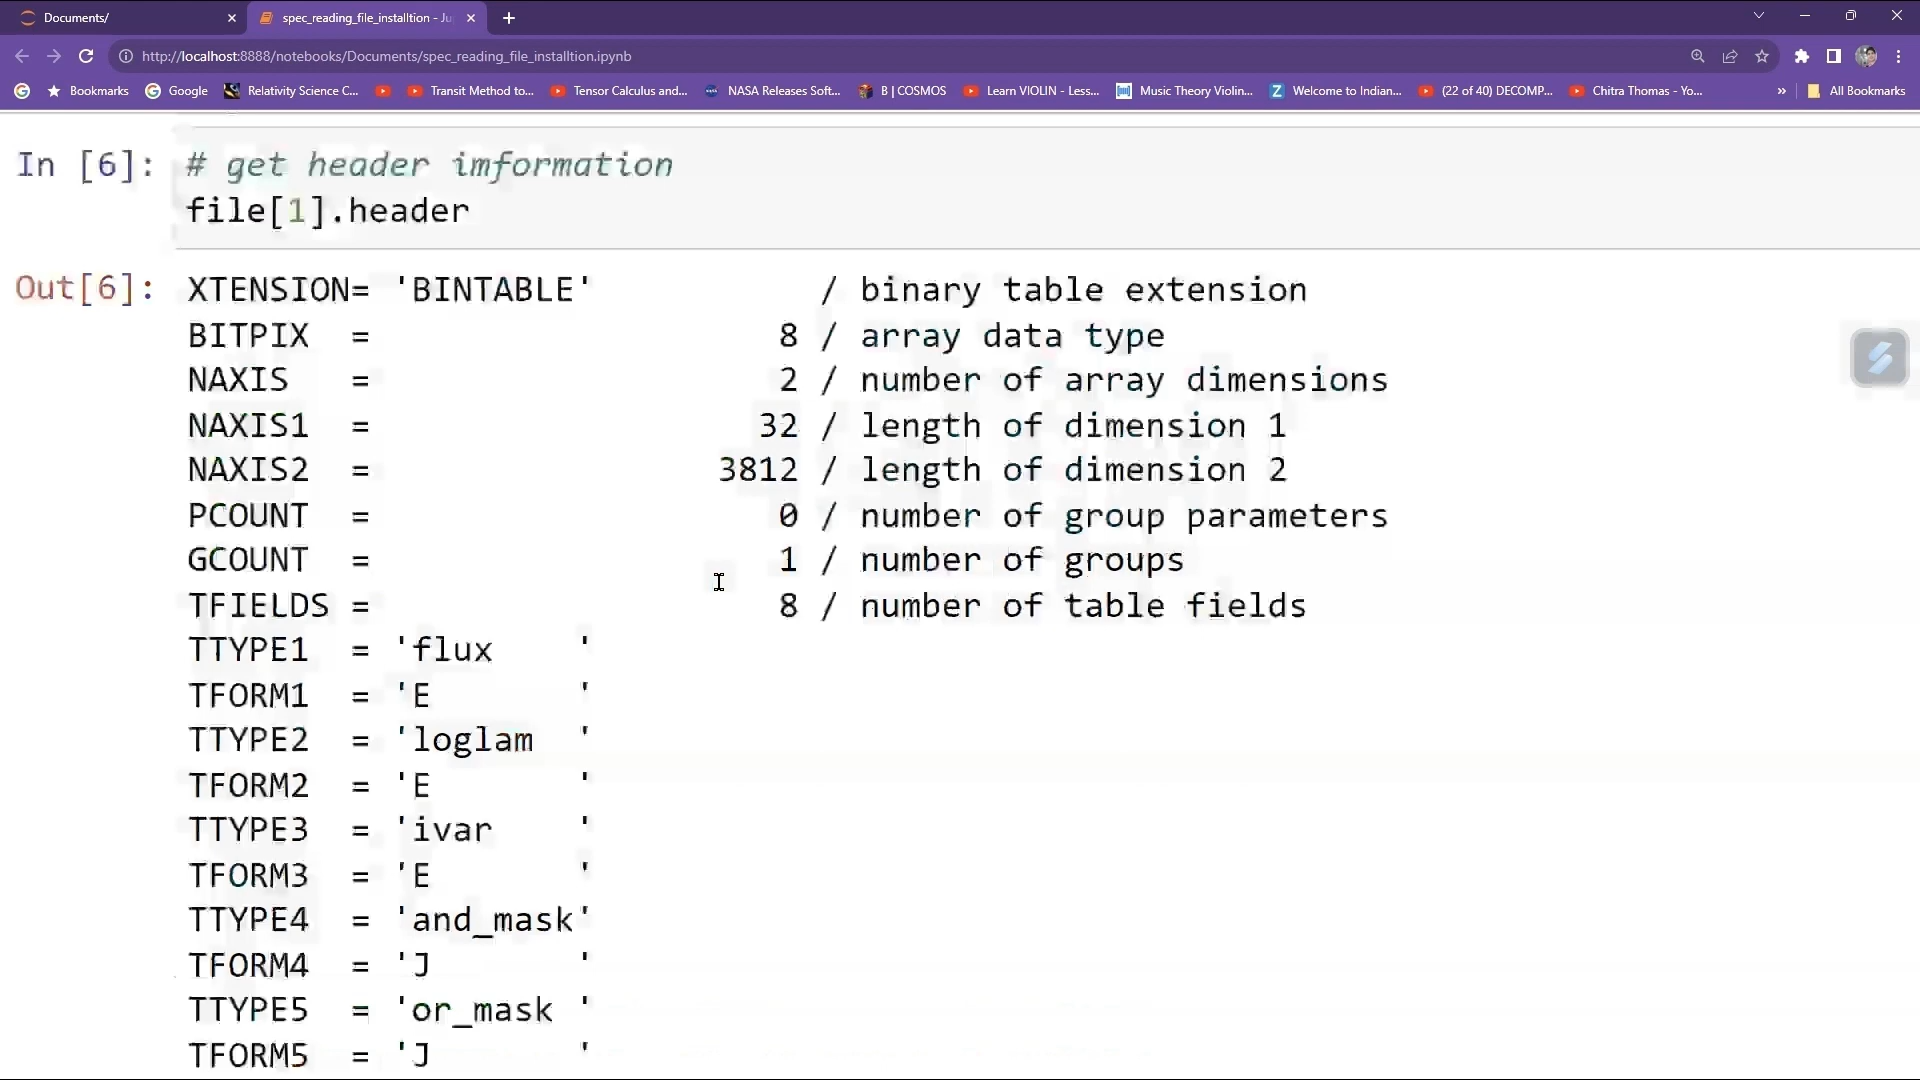 Documents/
spec_reading_file_installtion - Ju
http://localhost:8888/notebooks/Documents/spec_reading_file_installtion.ipynb
Bookmarks Google Relativity Science C... Transit Method to... Tensor Calculus and... NASA Releases Soft... B | COSMOS Learn VIOLIN - Less... Music Theory Violin... Welcome to Indian... (22 of 40) DECOMP... Chitra Thomas - Yo... » All Bookmarks
In [6]: # get header imformation
file[1].header
Out[6]: XTENSION= 'BINTABLE' / binary table extension
BITPIX = 8 / array data type
NAXIS = 2 / number of array dimensions
NAXIS1 = 32 / length of dimension 1
NAXIS2 = 3812 / length of dimension 2
PCOUNT = 0 / number of group parameters
GCOUNT = 1 / number of groups
TFIELDS = 8 / number of table fields
TTYPE1 = 'flux '
TFORM1 = 'E '
TTYPE2 = 'loglam '
TFORM2 = 'E '
TTYPE3 = 'ivar '
TFORM3 = 'E '
TTYPE4 = 'and_mask'
TFORM4 = 'J '
TTYPE5 = 'or_mask '
TFORM5 = 'J '